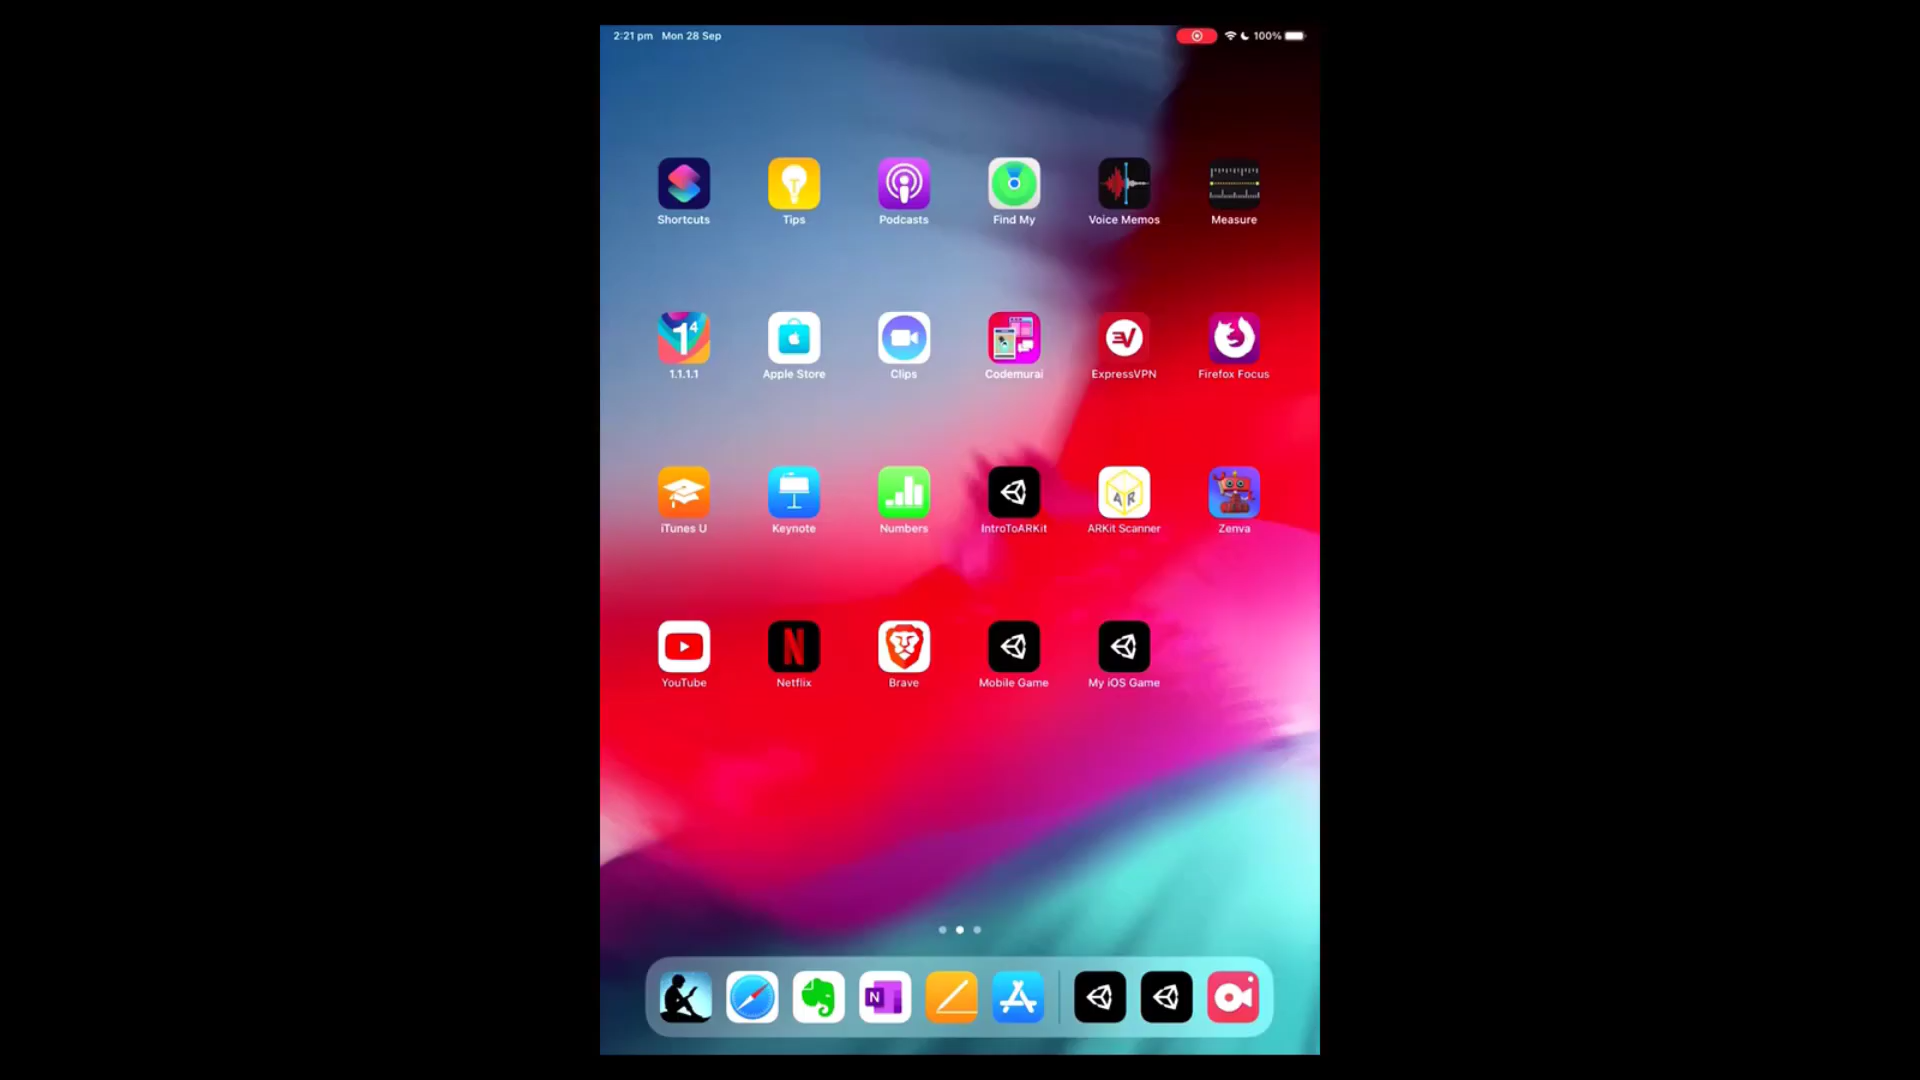 2:21 pm Mon 28 Sep 100%
Shortcuts Tips Podcasts Find My Voice Memos Measure
1⁴
1.1.1.1 Apple Store Clips Codemurai ExpressVPN Firefox Focus
AR
iTunes U Keynote Numbers IntroToARKit ARKit Scanner Zenva
N
YouTube Netflix Brave Mobile Game My iOS Game
N